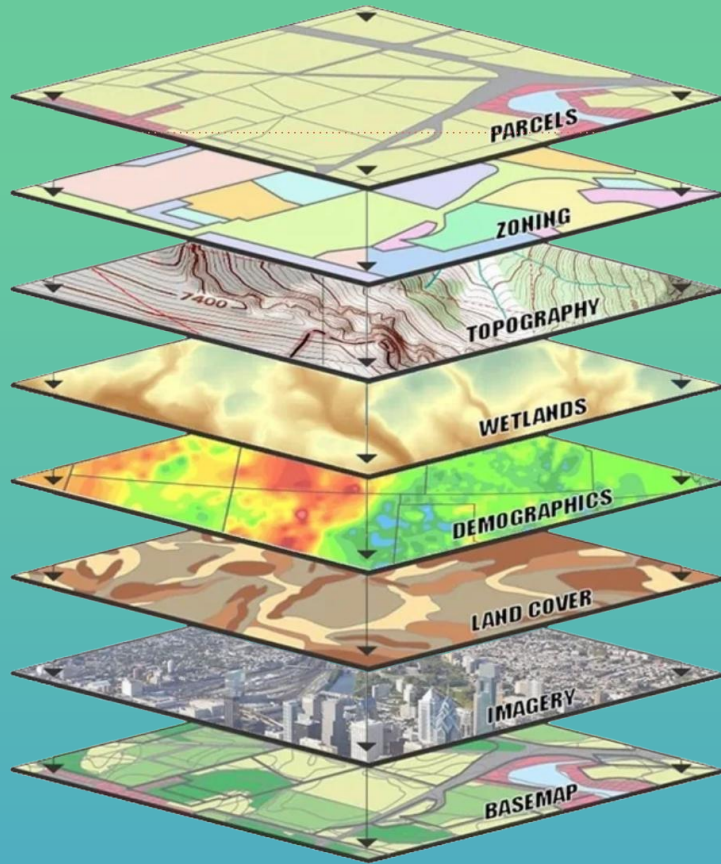 PARCELS
ZONING
7400
TOPOGRAPHY
WETLANDS
DEMOGRAPHICS
LAND COVER
IMAGERY
BASEMAP